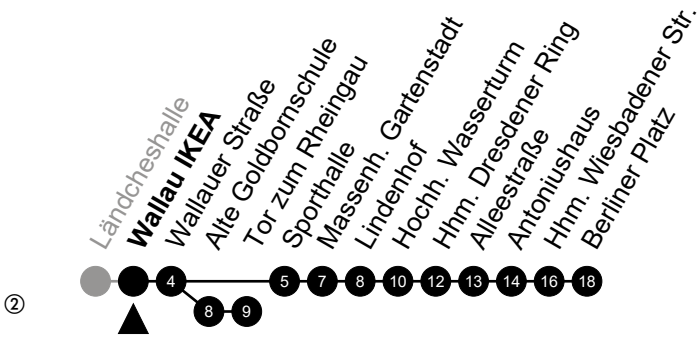 Ländcheshalle
Wallau IKEA
Wallauer Straße
Alte Goldbornschule
Tor zum Rheingau
Sporthalle
Massenh. Gartenstadt
Lindenhof
Hochh. Wasserturm
Hhm. Dresdener Ring
Alleestraße
Antoniushaus
Hhm. Wiesbadener Str.
Berliner Platz
4 5 7 8 10 12 13 14 16 18
② 8 9